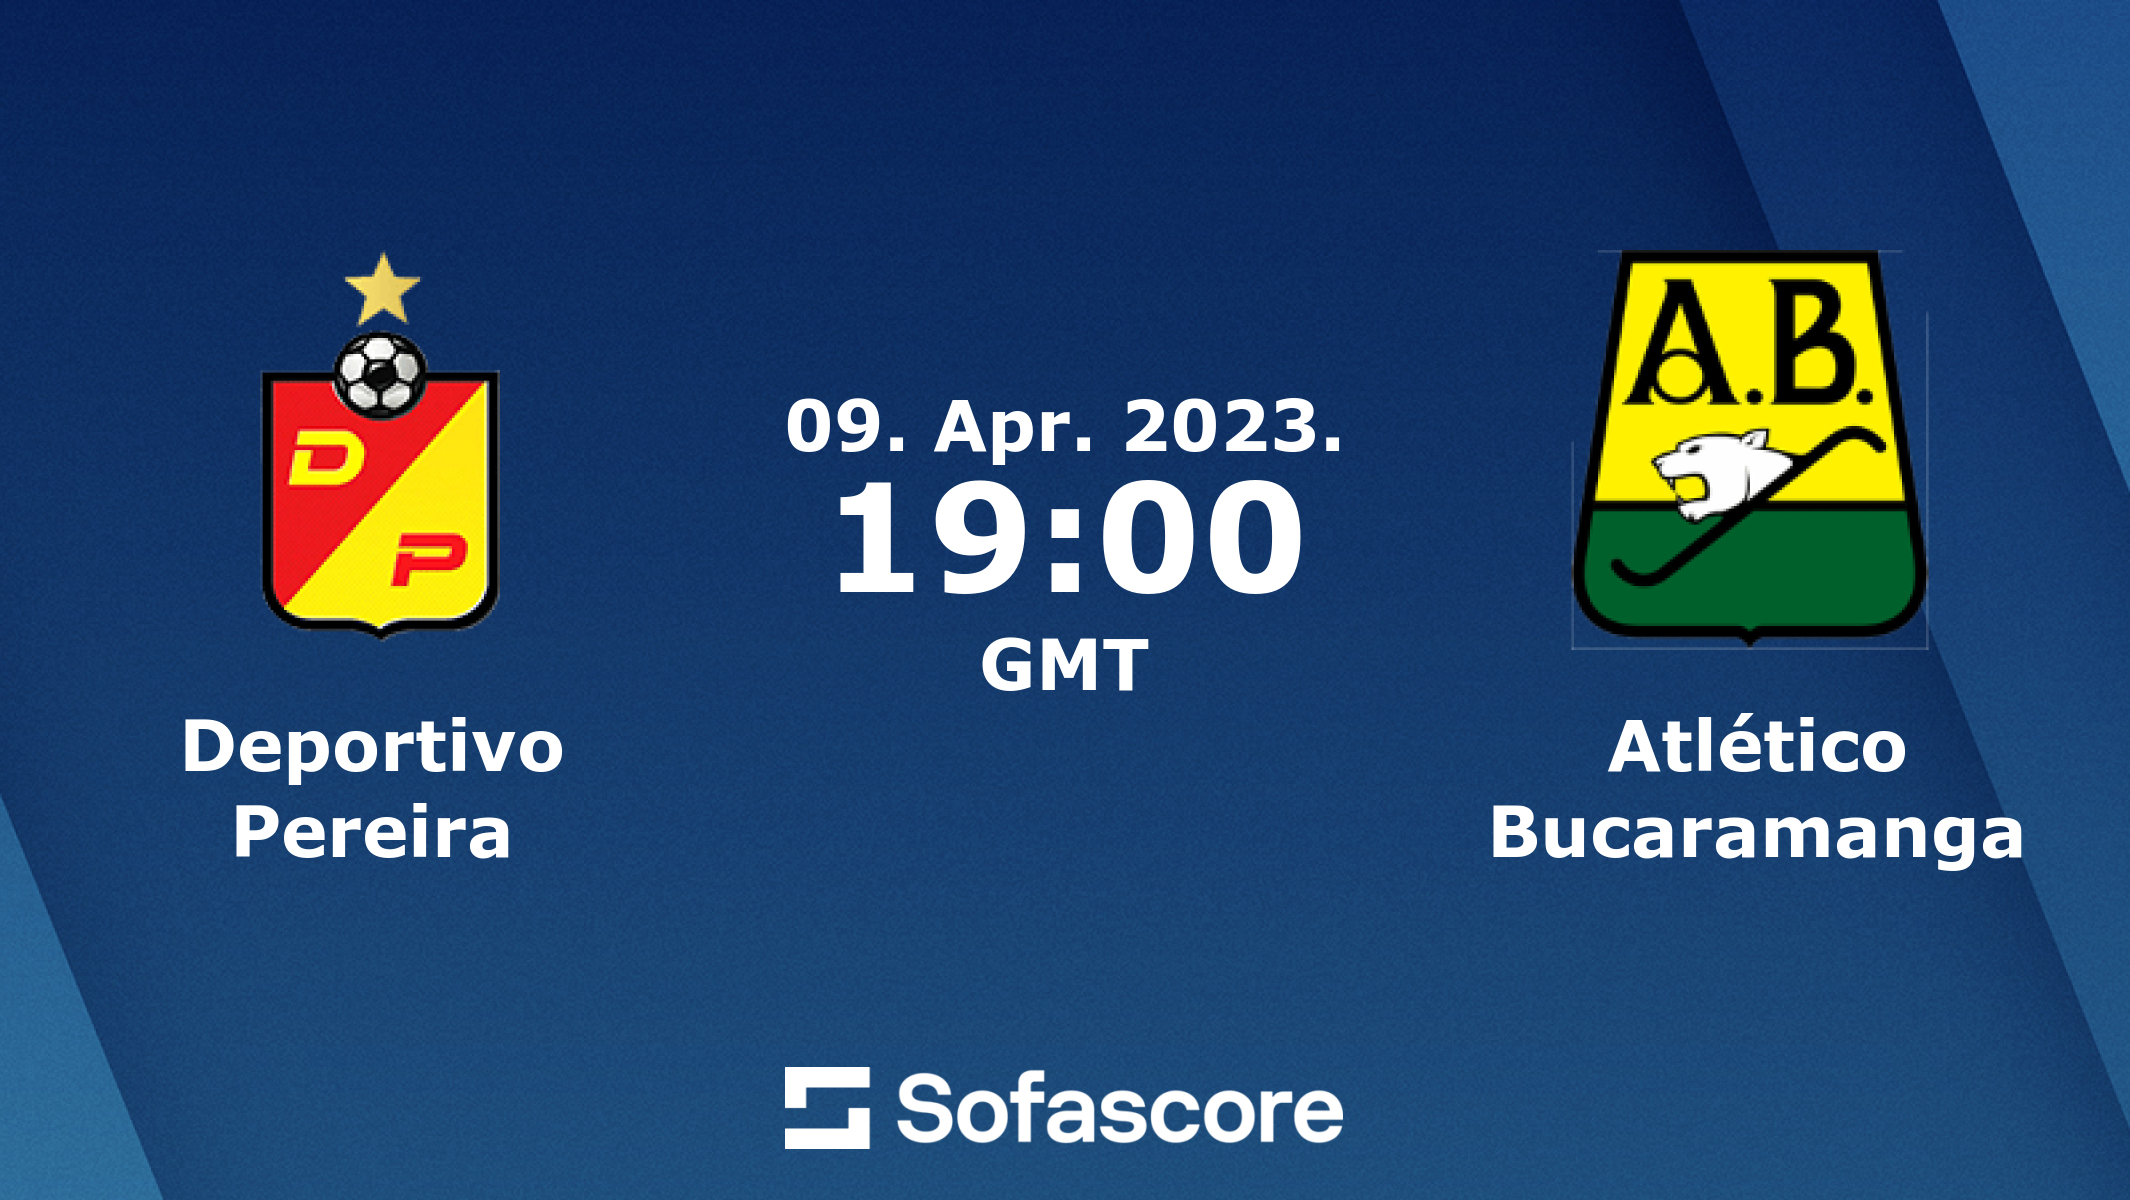 D
P
A.B.
09. Apr. 2023.
19:00
GMT
Deportivo
Pereira
Atlético
Bucaramanga
Sofascore